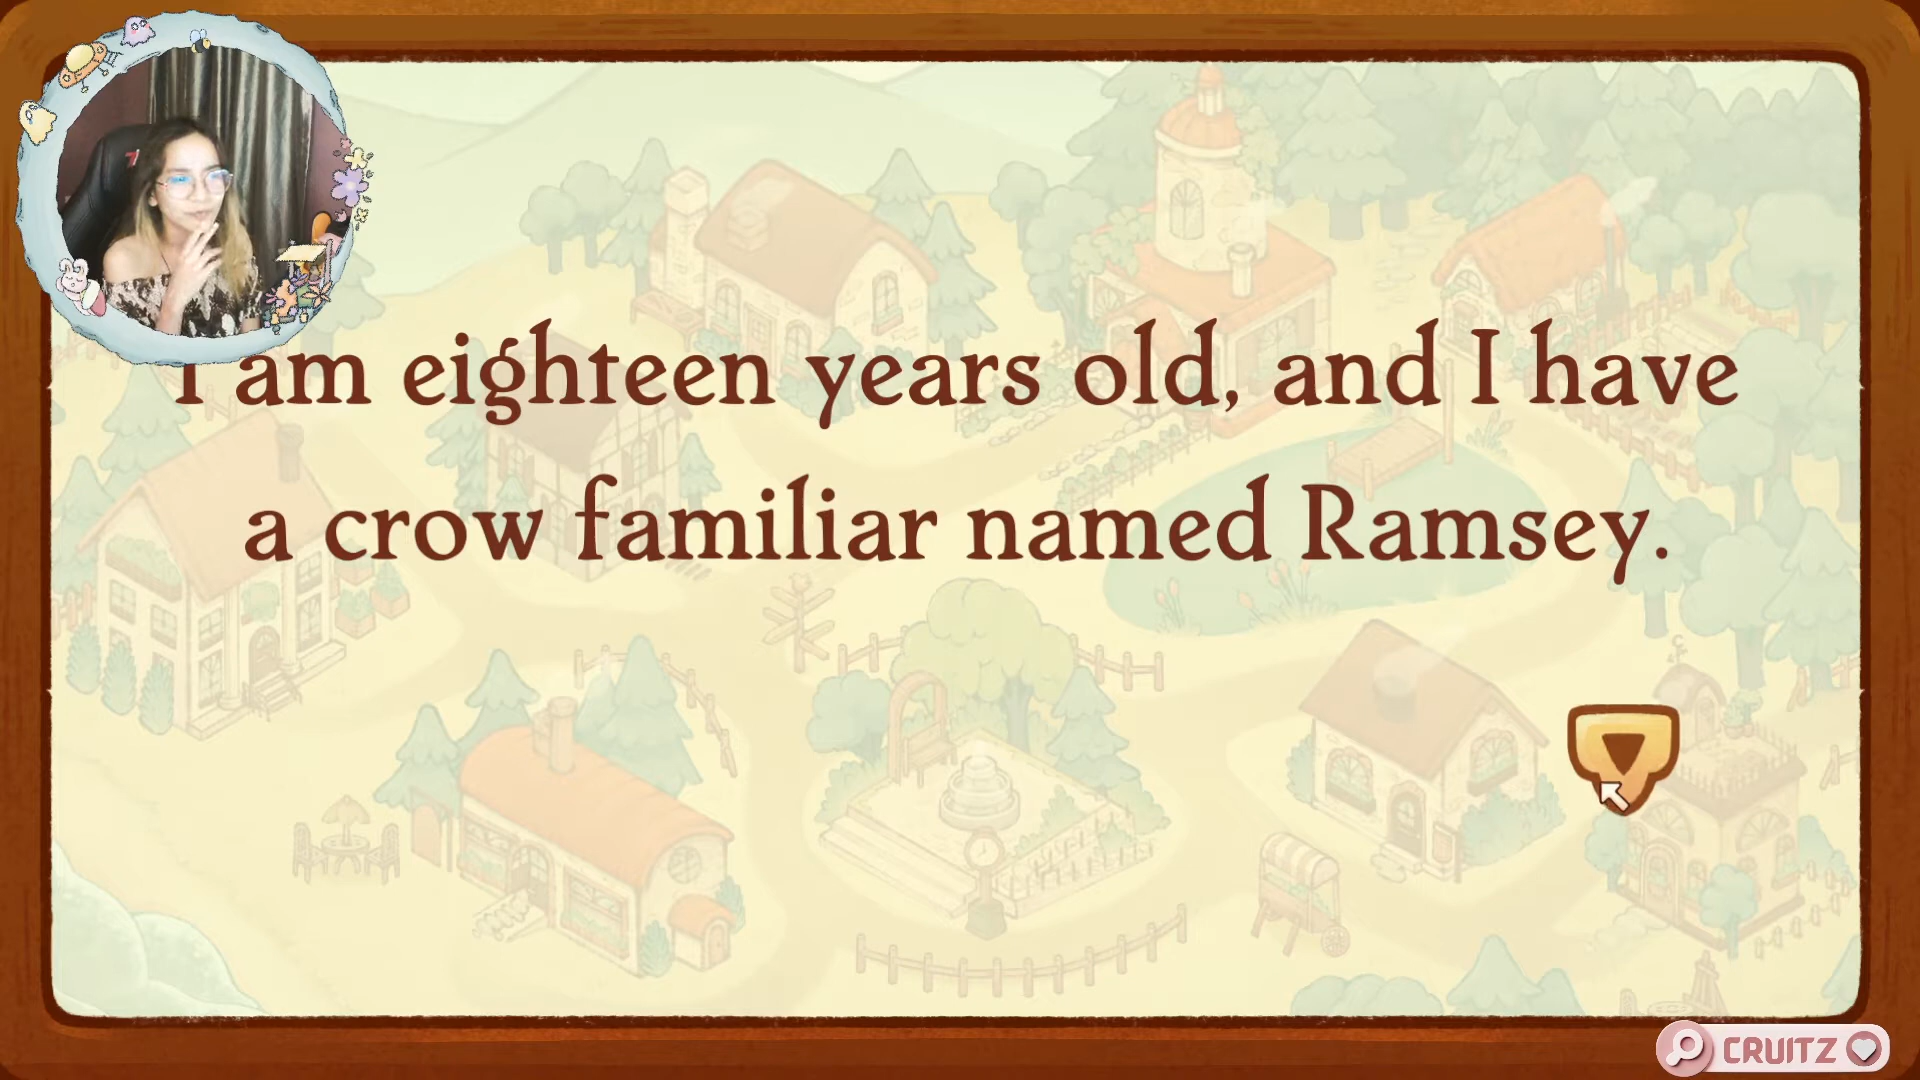 I am eighteen years old, and I have
a crow familiar named Ramsey.
CRUITZ